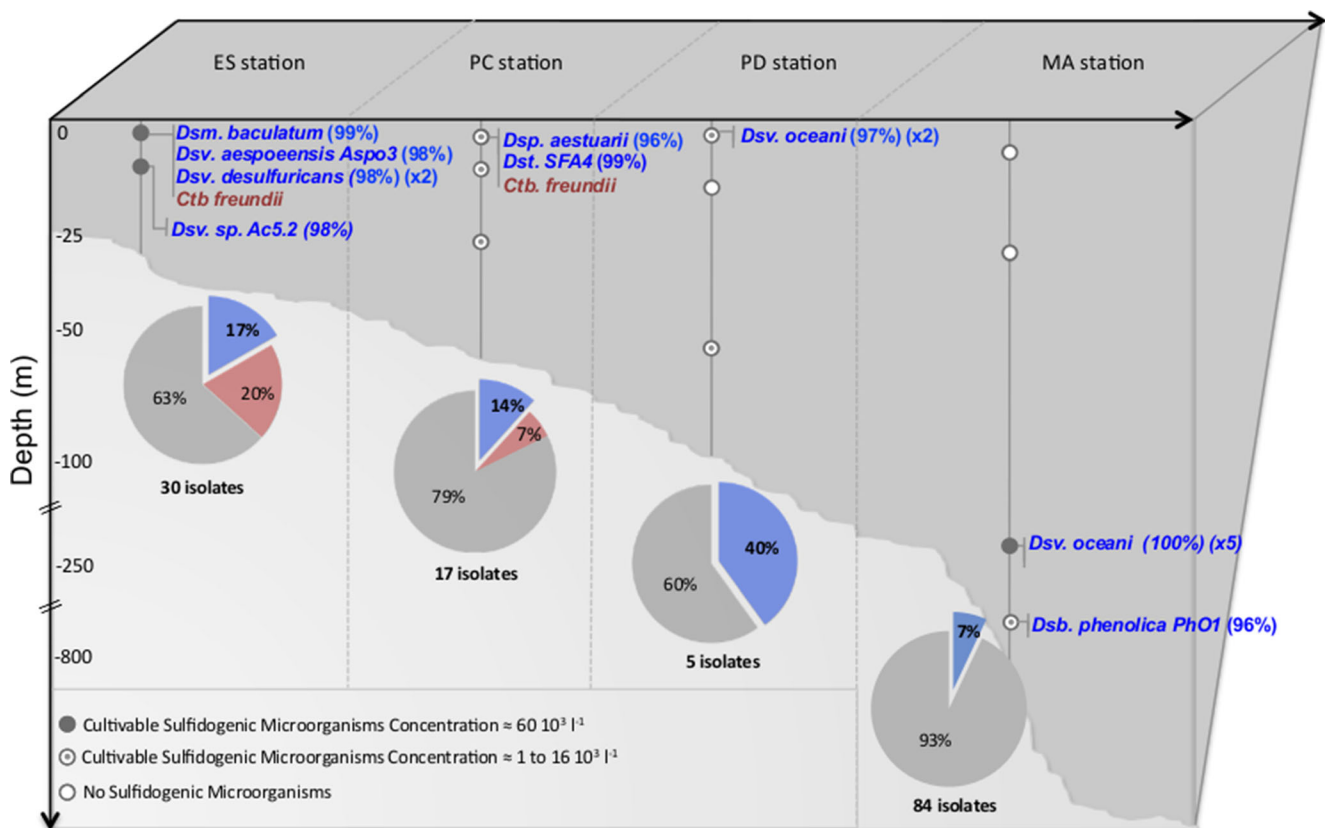 ES station
PC station
PD station
MA station
0
Dsm. baculatum (99%)
Dsv. aespoeensis Aspo3 (98%)
Dsv. desulfuricans (98%) (x2)
Ctb freundii
Dsv. sp. Ac5.2 (98%)
Dsp. aestuarii (96%)
Dst. SFA4 (99%)
Ctb. freundii
Dsv. oceani (97%) (x2)
-25
-50
-100
-250
-800
Depth (m)
17%
20%
63%
30 isolates
14%
7%
79%
17 isolates
40%
60%
5 isolates
Dsv. oceani (100%) (x5)
Dsb. phenolica PhO1 (96%)
7%
93%
84 isolates
Cultivable Sulfidogenic Microorganisms Concentration ≈ 60 10³ l⁻¹
Cultivable Sulfidogenic Microorganisms Concentration ≈ 1 to 16 10³ l⁻¹
No Sulfidogenic Microorganisms